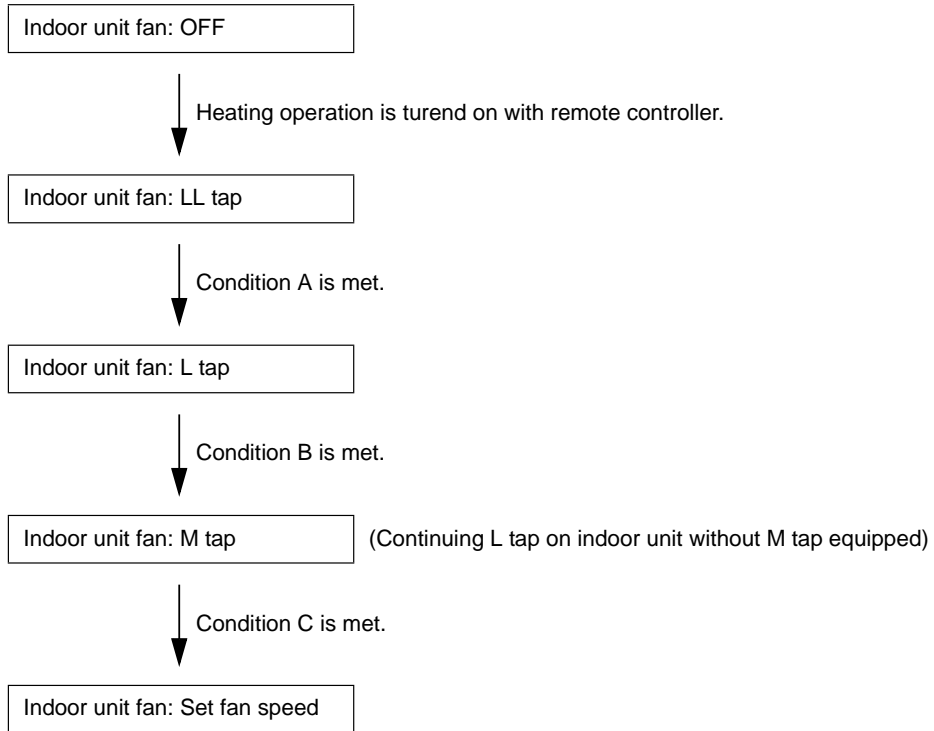 Indoor unit fan: OFF
Heating operation is turend on with remote controller.
Indoor unit fan: LL tap
Condition A is met.
Indoor unit fan: L tap
Condition B is met.
Indoor unit fan: M tap (Continuing L tap on indoor unit without M tap equipped)
Condition C is met.
Indoor unit fan: Set fan speed